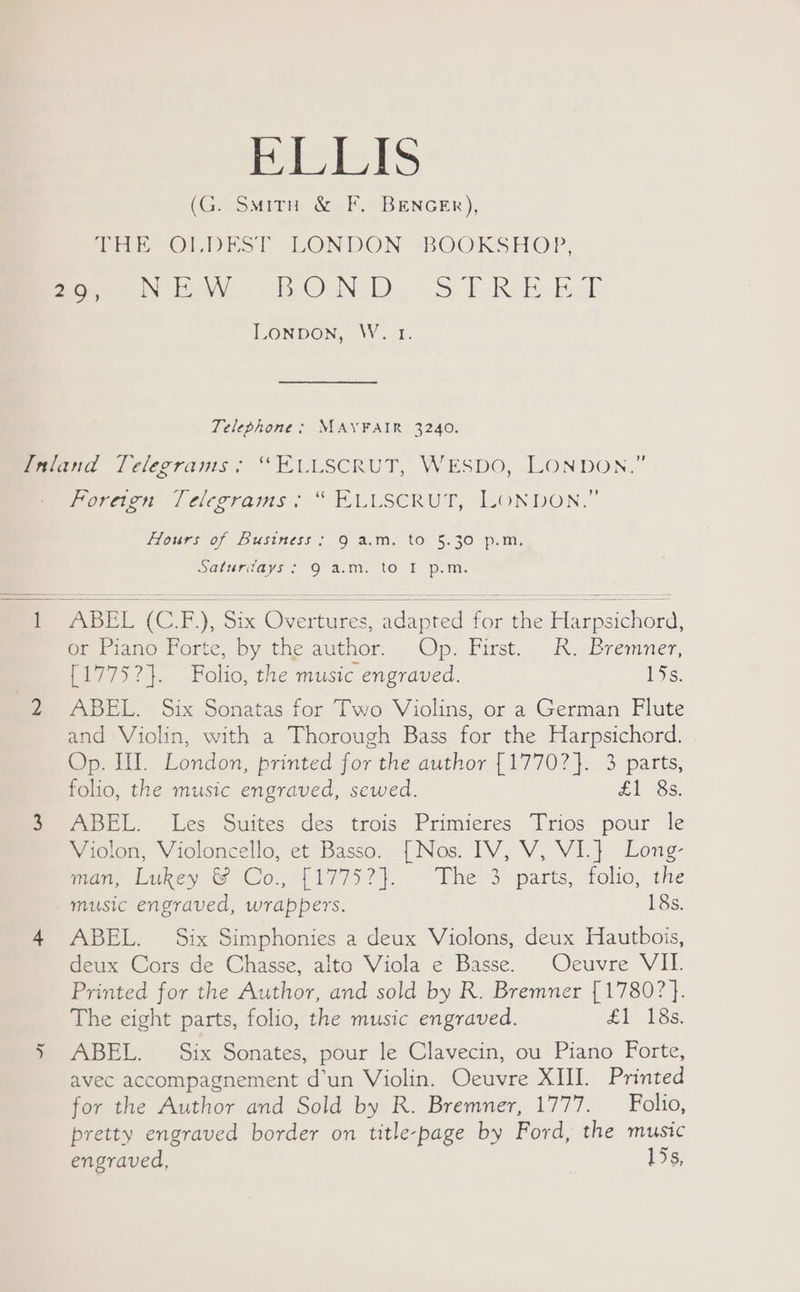 ELLIS
(G. SMITH & F. BENGER),
THE OLDEST LONDON BOOKSHOP,
29, NEW BOND STREET
LONDON, W. 1.
Telephone: MAYFAIR 3240.
Inland Telegrams: “ELLSCRUT, WESDO, LONDON.”
Foreign Telegrams: “ELLSCRUT, LONDON.”
Hours of Business: 9 a.m. to 5.30 p.m.
Saturdays: 9 a.m. to 1 p.m.
1 ABEL (C.F.), Six Overtures, adapted for the Harpsichord,
or Piano Forte, by the author. Op. First. R. Bremner,
[1775?]. Folio, the music engraved. 15s.
2 ABEL. Six Sonatas for Two Violins, or a German Flute
and Violin, with a Thorough Bass for the Harpsichord.
Op. III. London, printed for the author [1770?]. 3 parts,
folio, the music engraved, sewed. £1 8s.
3 ABEL. Les Suites des trois Primieres Trios pour le
Violon, Violoncello, et Basso. [Nos. IV, V, VI.] Long-
man, Lukey & Co., [1775?]. The 3 parts, folio, the
music engraved, wrappers. 18s.
4 ABEL. Six Simphonies a deux Violons, deux Hautbois,
deux Cors de Chasse, alto Viola e Basse. Oeuvre VII.
Printed for the Author, and sold by R. Bremner [1780?].
The eight parts, folio, the music engraved. £1 18s.
5 ABEL. Six Sonates, pour le Clavecin, ou Piano Forte,
avec accompagnement d'un Violin. Oeuvre XIII. Printed
for the Author and Sold by R. Bremner, 1777. Folio,
pretty engraved border on title-page by Ford, the music
engraved, 15s,